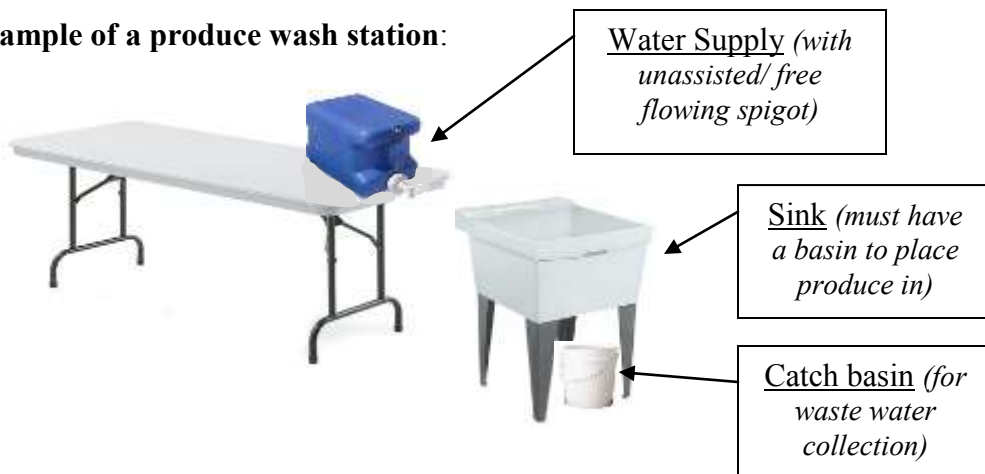 ample of a produce wash station:
Water Supply (with
unassisted/ free
flowing spigot)
Sink (must have
a basin to place
produce in)
Catch basin (for
waste water
collection)